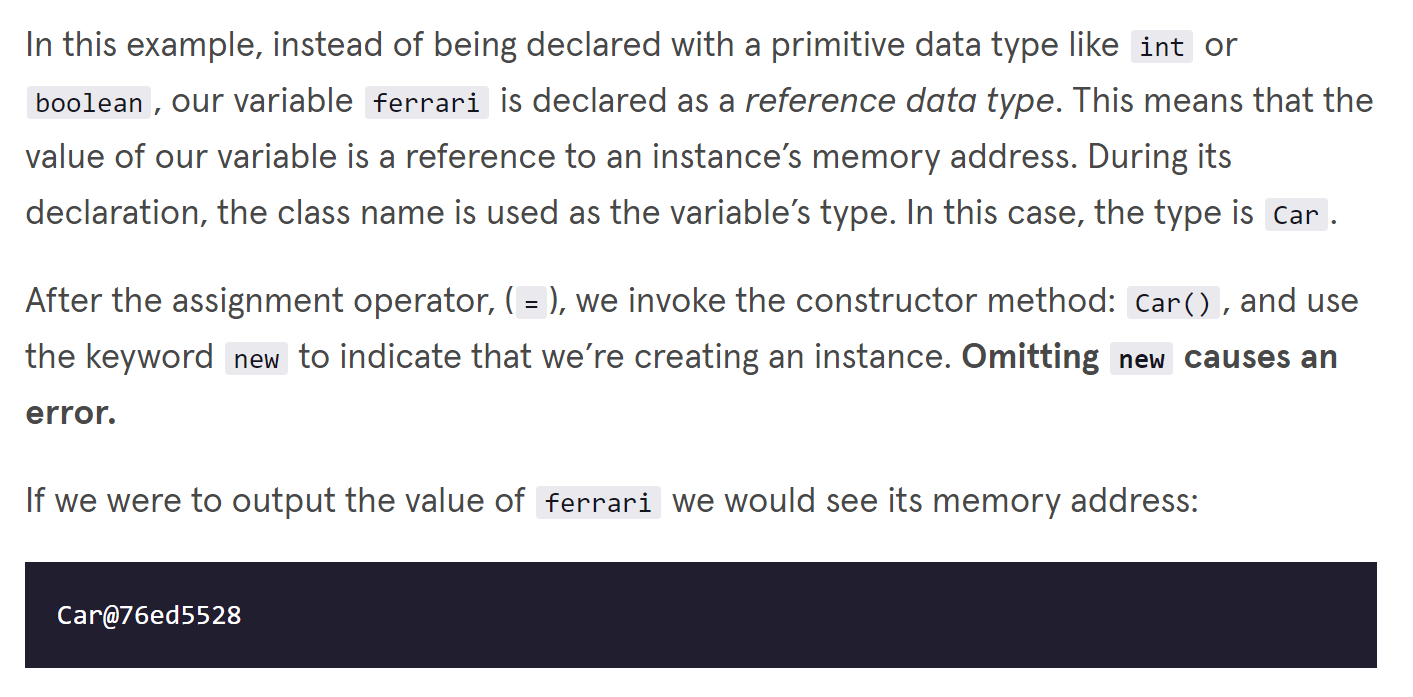 In this example, instead of being declared with a primitive data type like int or
boolean, our variable ferrari is declared as a reference data type. This means that the
value of our variable is a reference to an instance’s memory address. During its
declaration, the class name is used as the variable’s type. In this case, the type is Car.
After the assignment operator, (=), we invoke the constructor method: Car(), and use
the keyword new to indicate that we’re creating an instance. Omitting new causes an
error.
If we were to output the value of ferrari we would see its memory address:
Car@76ed5528